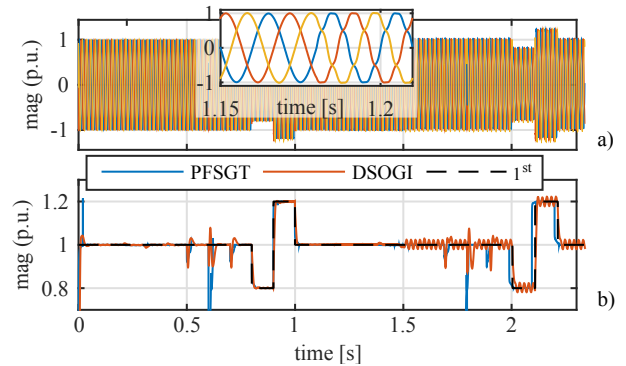 mag (p.u.)
1
0
-1
1
0
-1
1.15
time [s]
1.2
a)
PFSGT
DSOGI
1st
mag (p.u.)
1.2
1
0.8
0
0.5
1
1.5
2
b)
time [s]